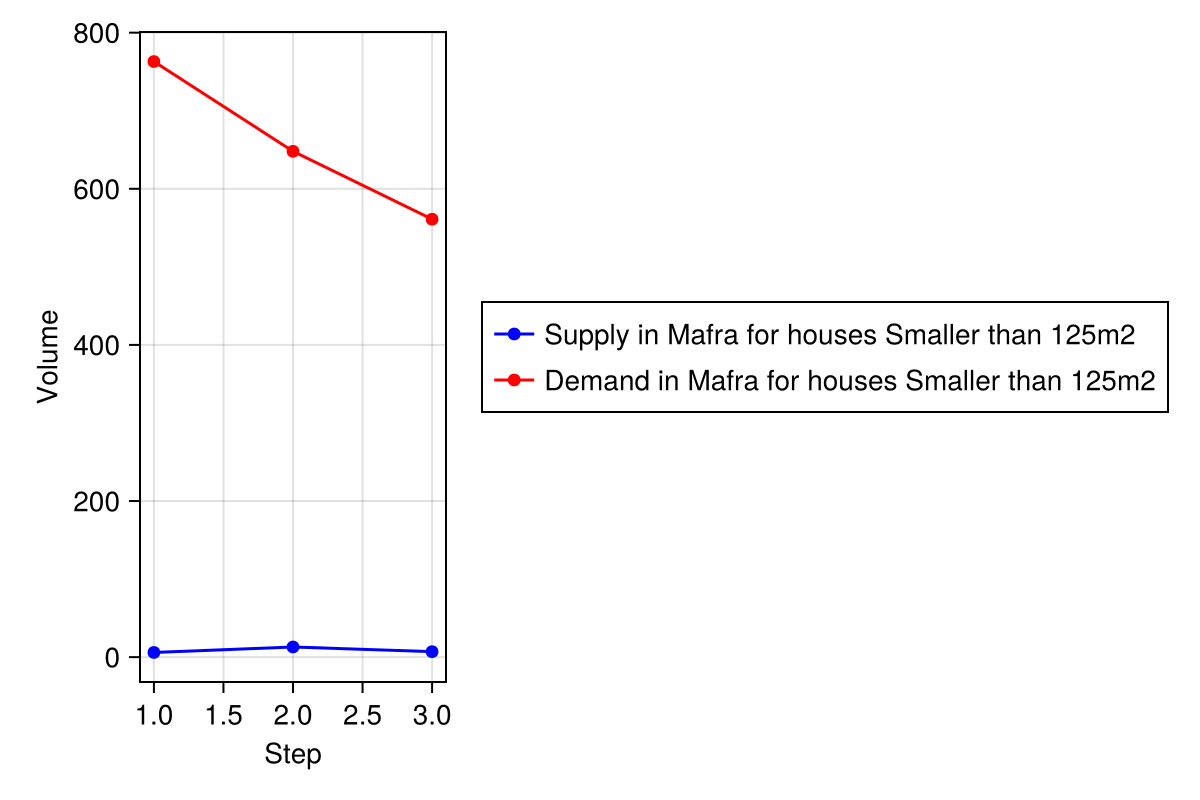 800
600
400
200
0
Volume
1.0 1.5 2.0 2.5 3.0
Step
Supply in Mafra for houses Smaller than 125m2
Demand in Mafra for houses Smaller than 125m2